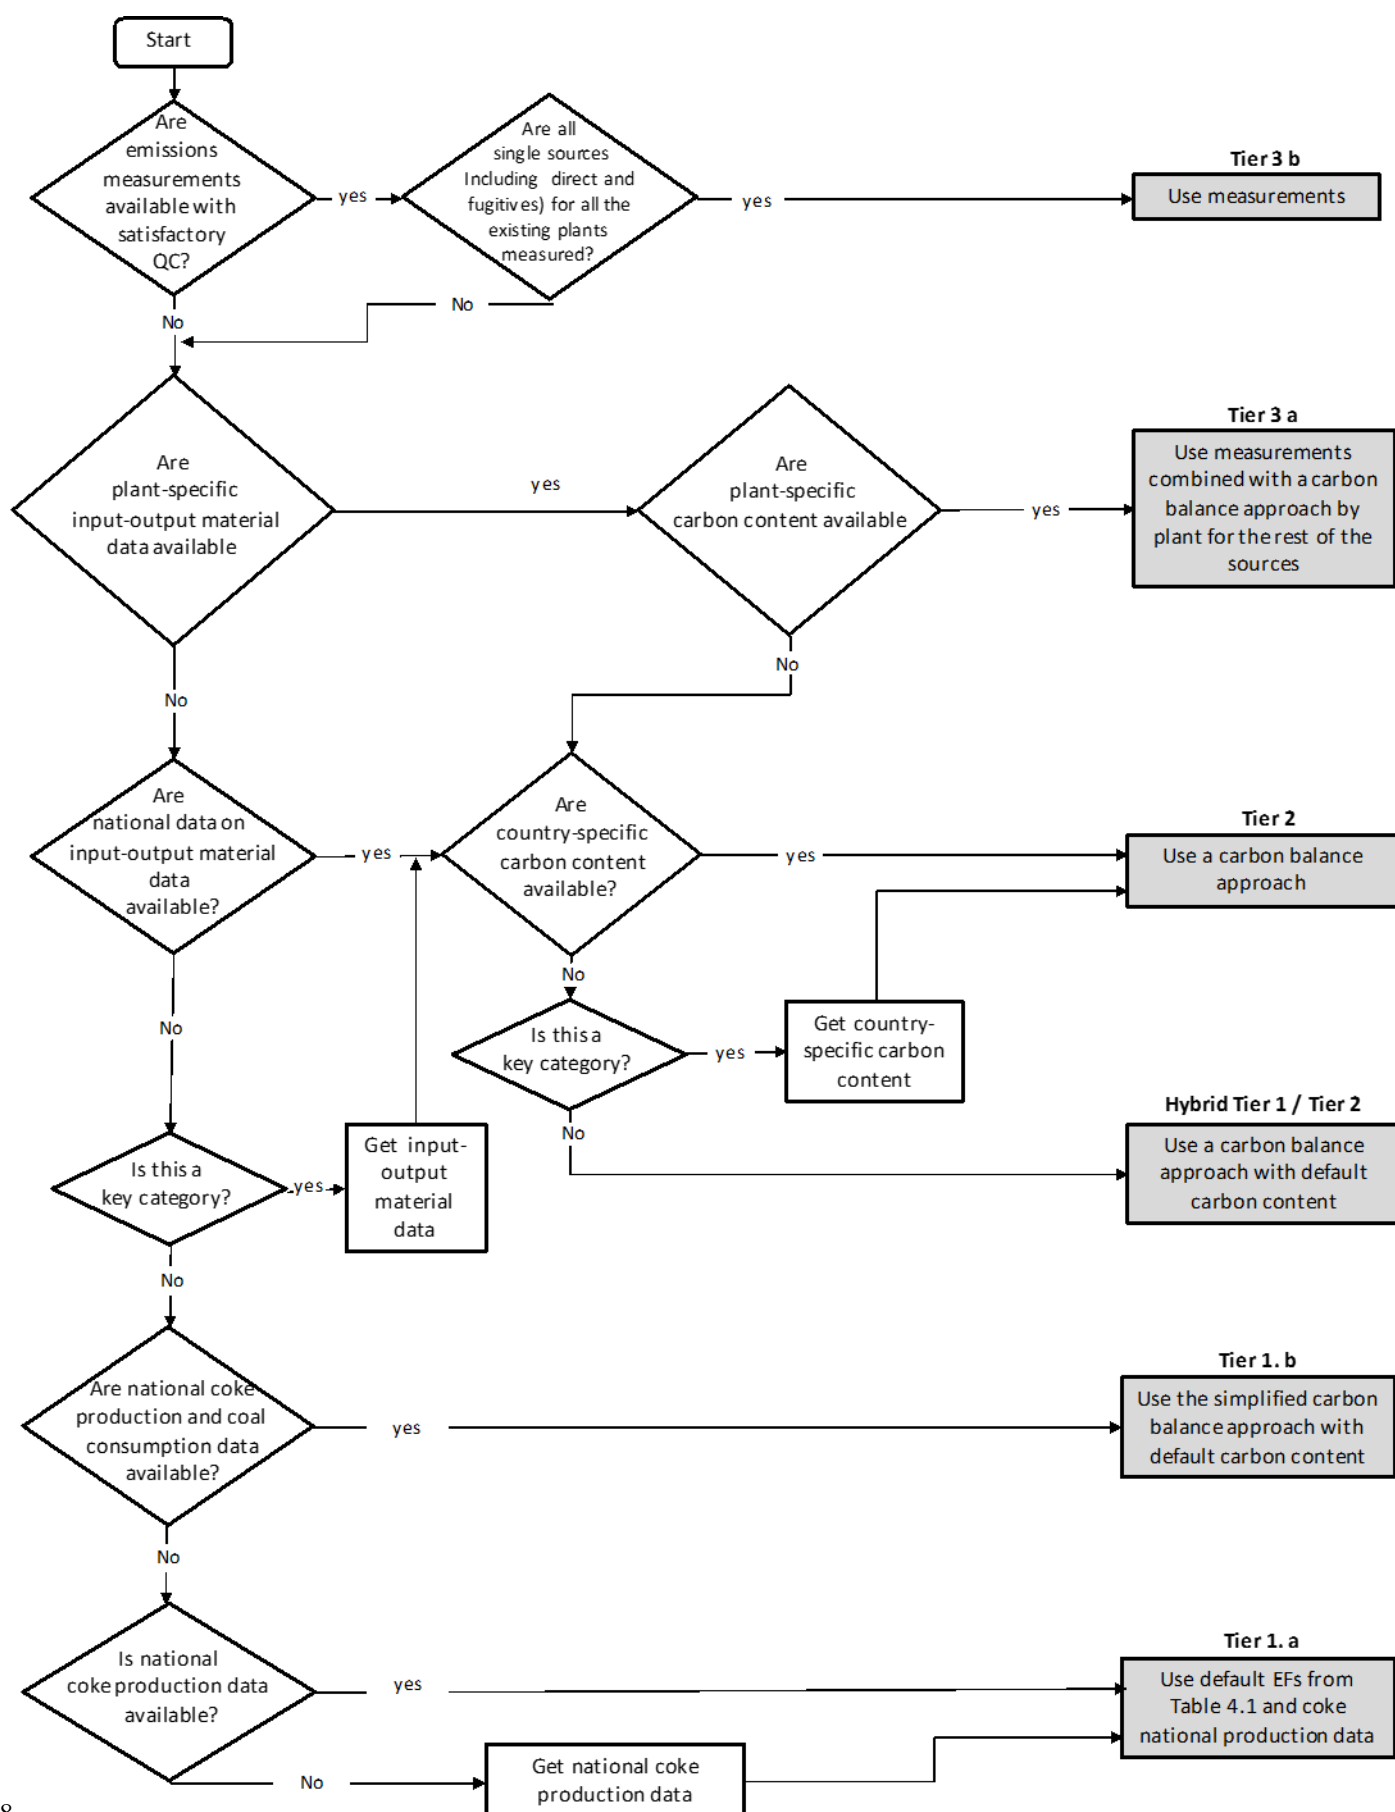 Start
Are
emissions
measurements
available with
satisfactory
QC?
yes
Are all
single sources
Including direct and
fugitives) for all the
existing plants
measured?
yes
Tier 3 b
Use measurements
No
No
Are
plant-specific
input-output material
data available
yes
Are
plant-specific
carbon content available
yes
Tier 3 a
Use measurements
combined with a carbon
balance approach by
plant for the rest of the
sources
No
No
Are
national data on
input-output material
data
available?
yes
Are
country-specific
carbon content
available?
yes
Tier 2
Use a carbon balance
approach
No
No
Is this a
key category?
yes
Get country-
specific carbon
content
No
Hybrid Tier 1 / Tier 2
Use a carbon balance
approach with default
carbon content
Is this a
key category?
yes
Get input-
output
material
data
No
Are national coke
production and coal
consumption data
available?
yes
Tier 1. b
Use the simplified carbon
balance approach with
default carbon content
No
Is national
coke production data
available?
yes
Tier 1. a
Use default EFs from
Table 4.1 and coke
national production data
No
Get national coke
production data
8